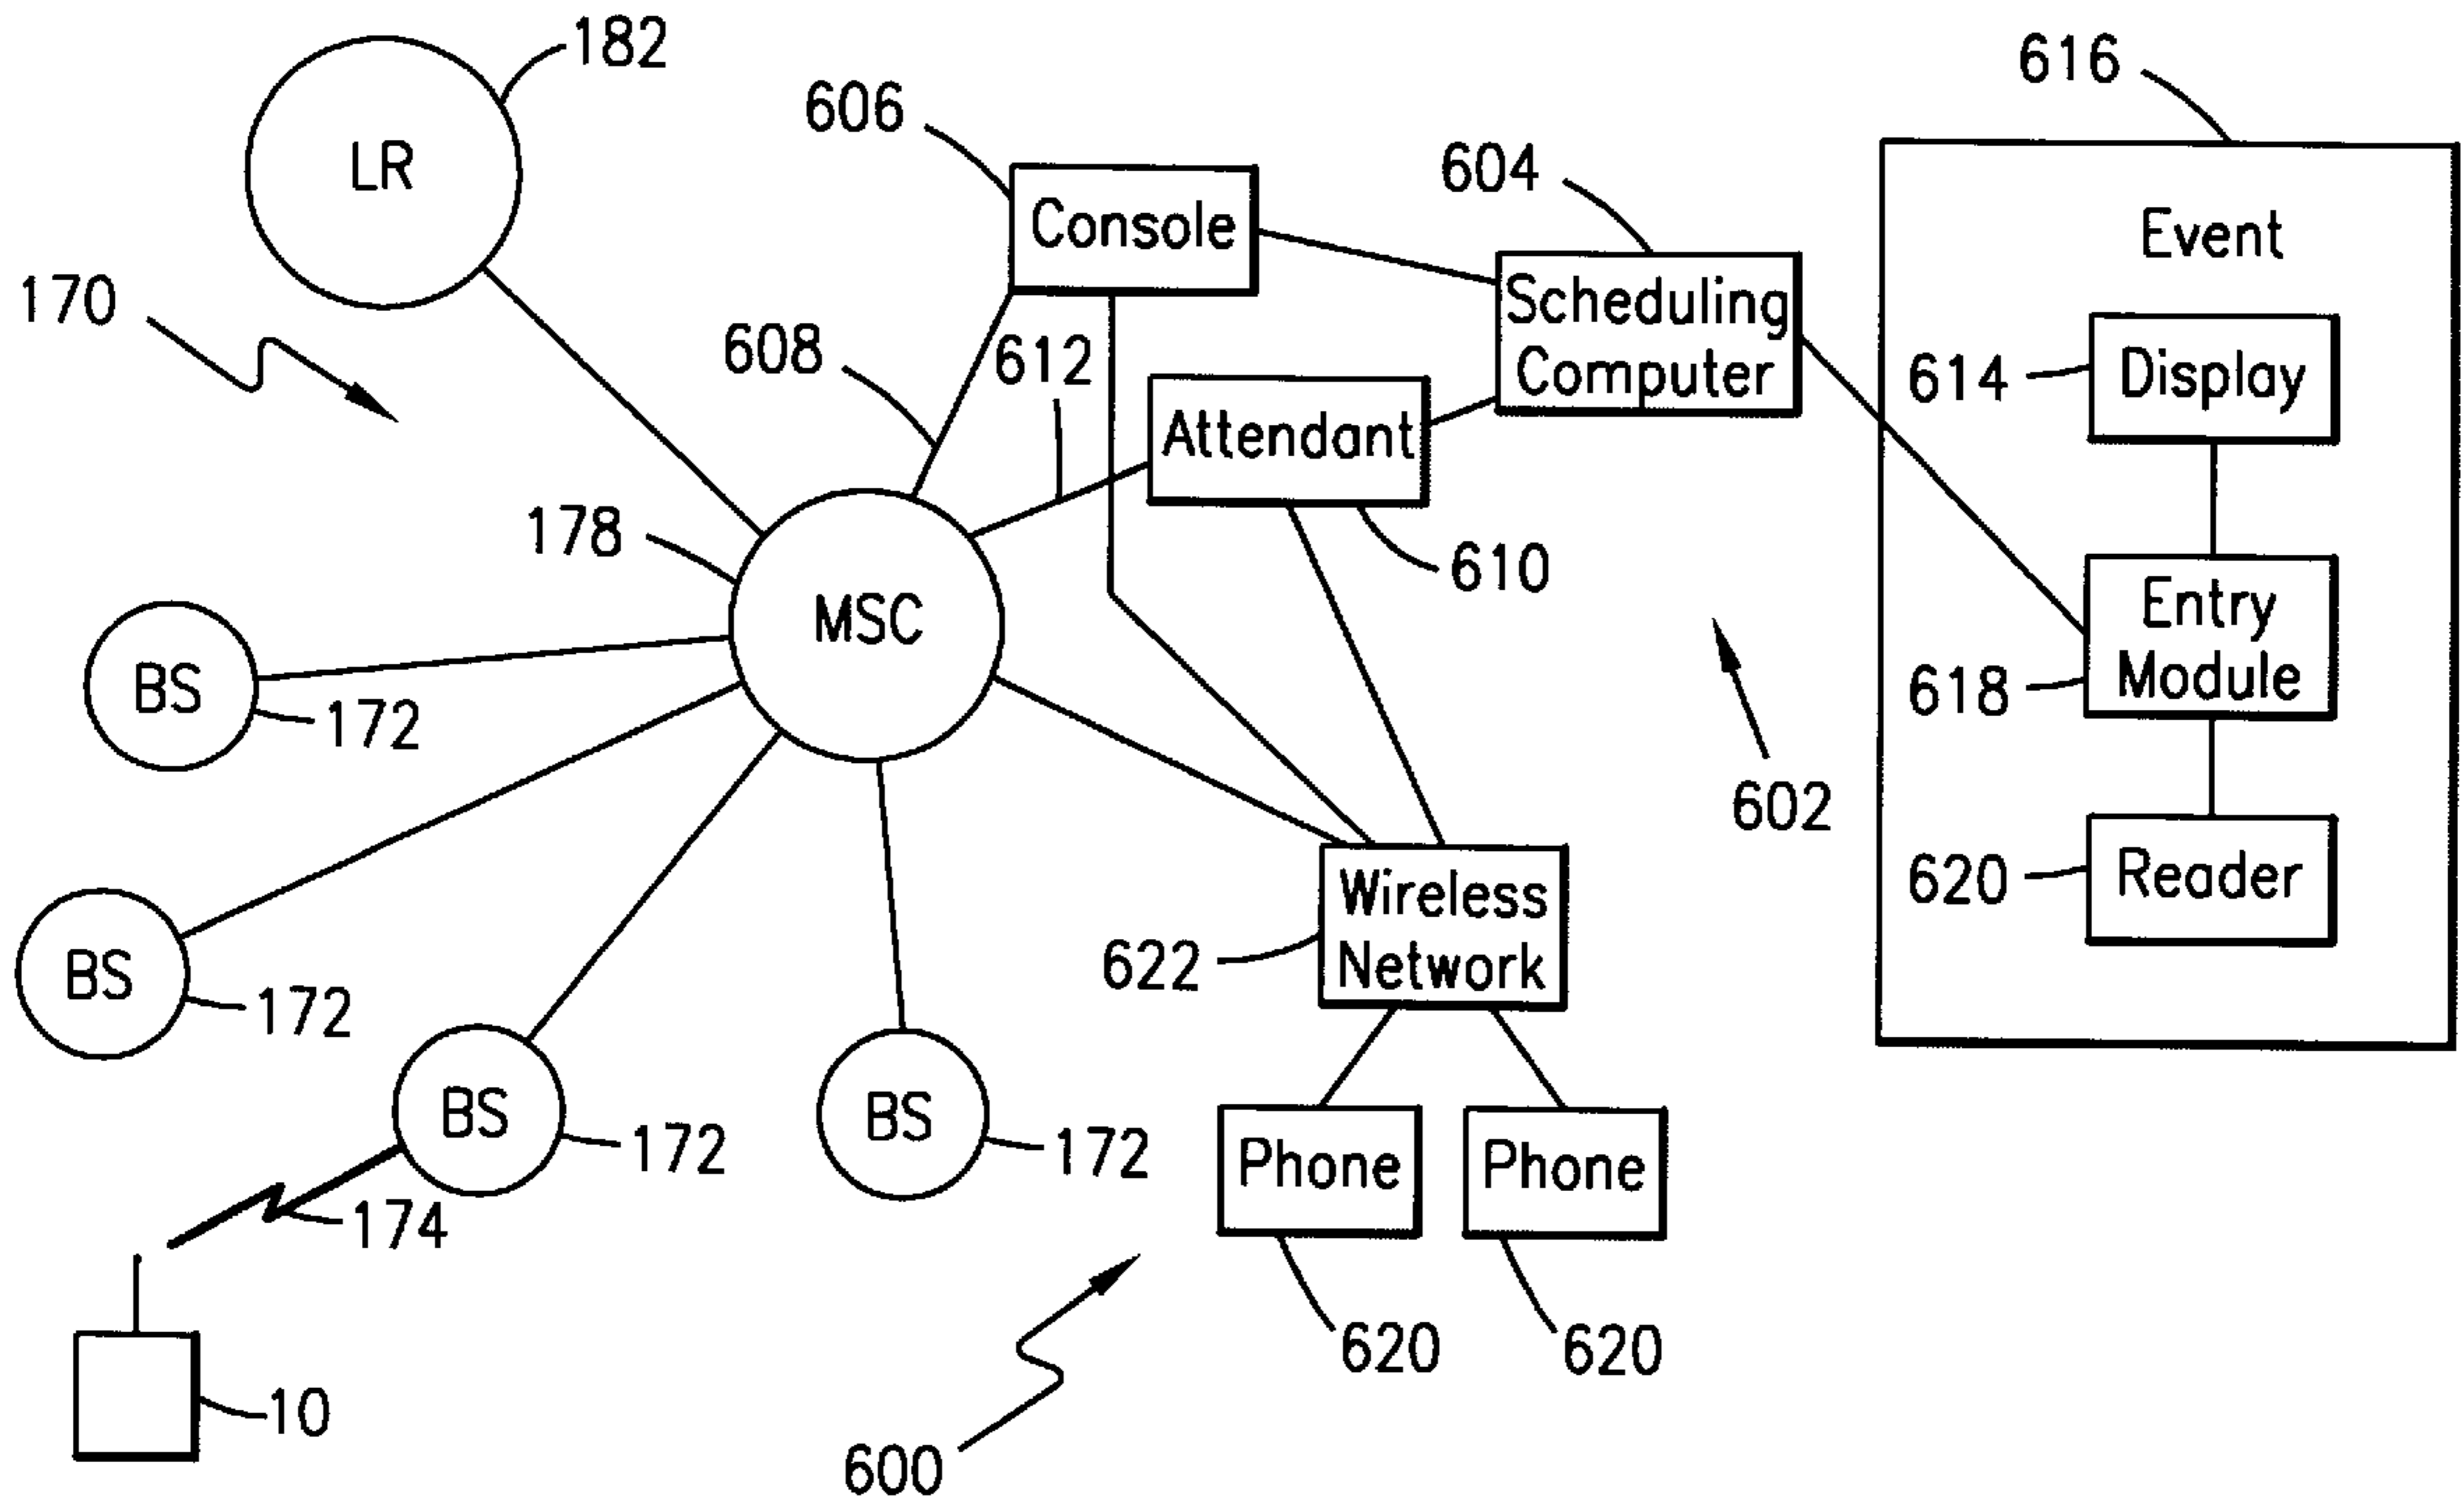 182
LR
616
606
604
Console
Event
170
Scheduling
Computer
608
612
614
Display
Attendant
178
610
MSC
Entry
Module
618
BS
172
602
Reader
620
Wireless
Network
622
BS
172
BS
172
BS
172
Phone
Phone
174
620
620
10
600